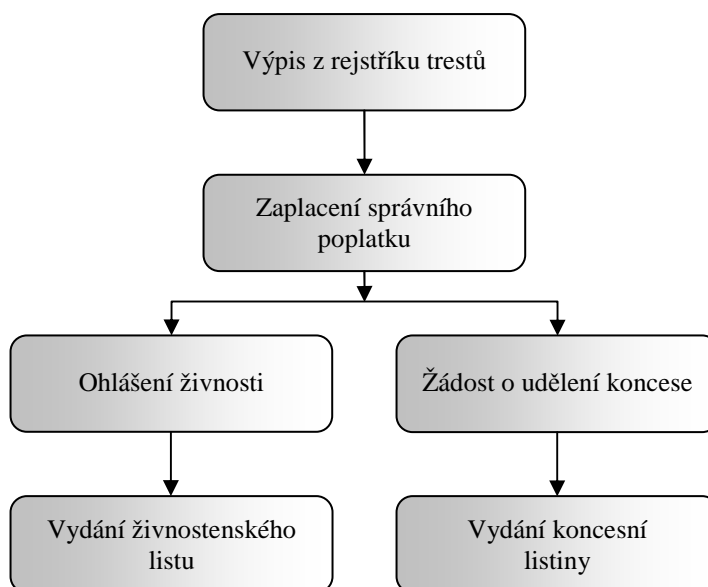 Výpis z rejstříku trestů
Zaplacení správního
poplatku
Ohlášení živnosti
Žádost o udělení koncese
Vydání živnostenského
listu
Vydání koncesní
listiny